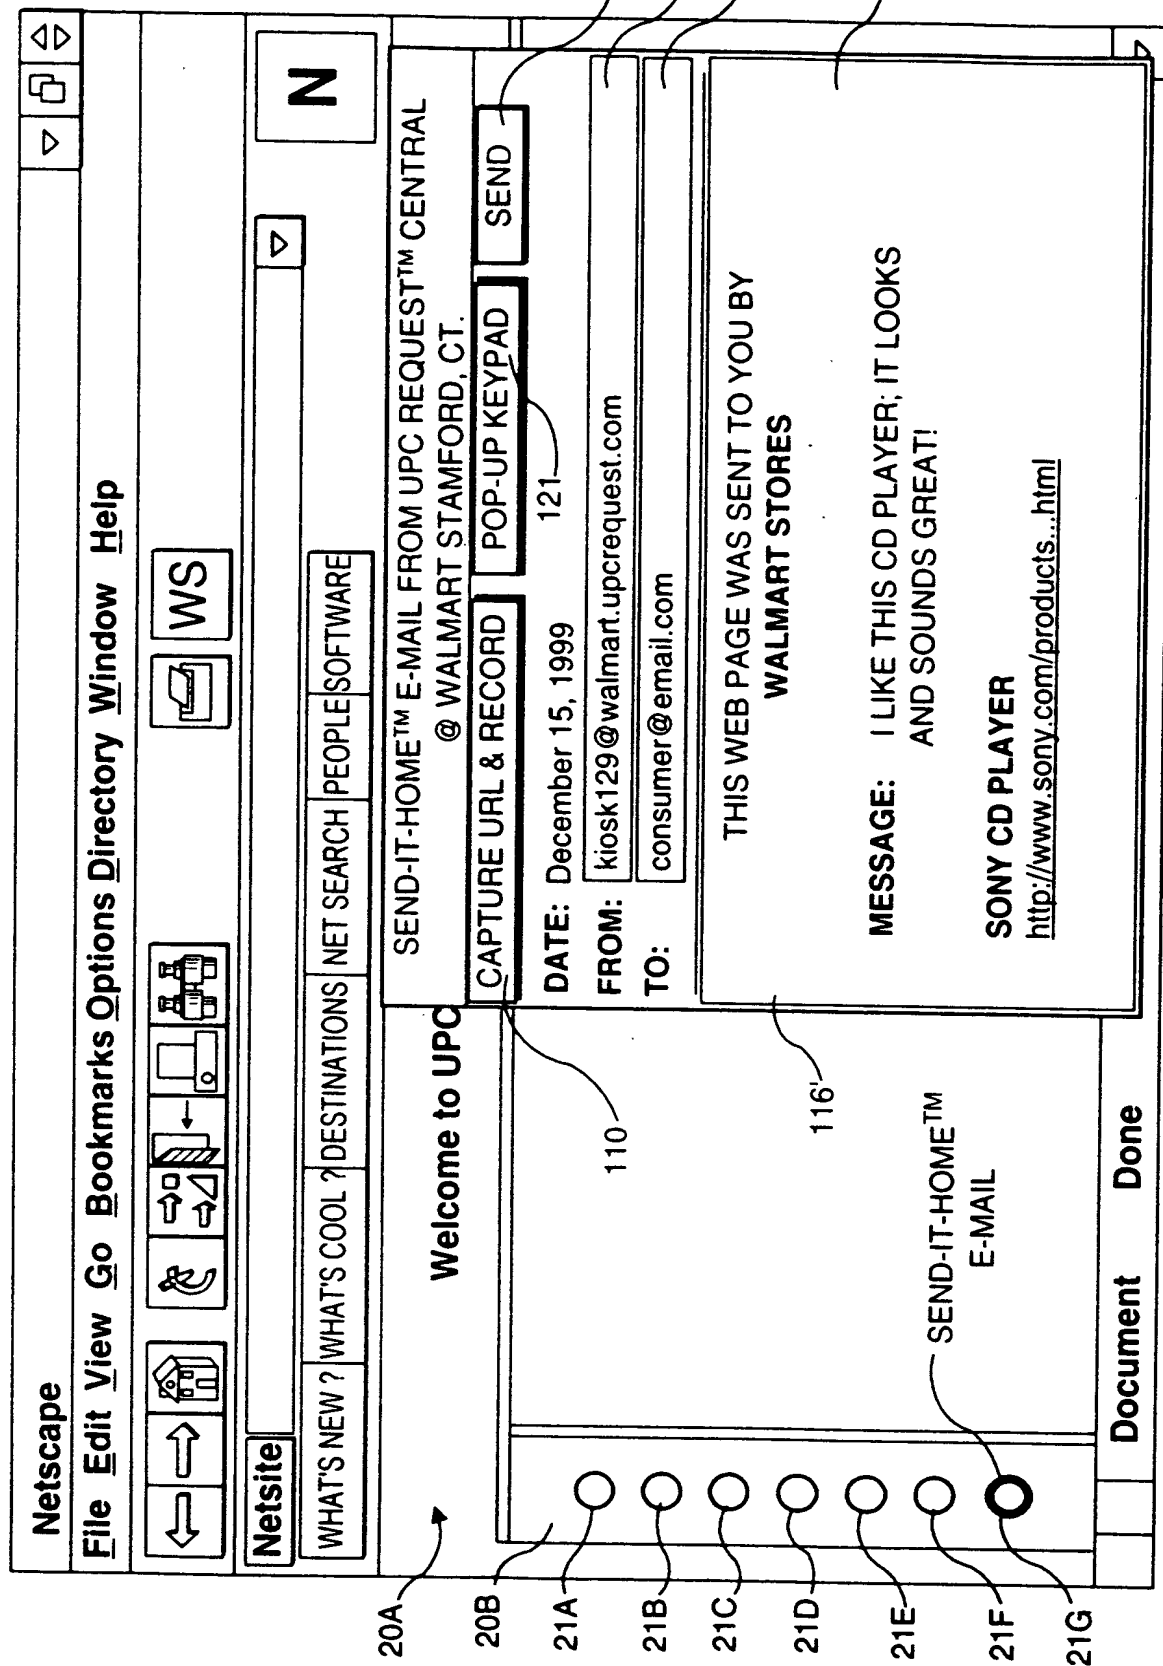 Netscape
File Edit View Go Bookmarks Options Directory Window Help
WS
Netsite
N
WHAT'S NEW ? WHAT'S COOL ? DESTINATIONS NET SEARCH PEOPLE SOFTWARE
20A
Welcome to UPC
SEND-IT-HOME™ E-MAIL FROM UPC REQUEST™ CENTRAL
@ WALMART STAMFORD, CT.
CAPTURE URL & RECORD POP-UP KEYPAD SEND
20B
21A
DATE: December 15, 1999
121
110
FROM: kiosk129@walmart.upcrequest.com
21B
TO: consumer@email.com
21C
THIS WEB PAGE WAS SENT TO YOU BY
WALMART STORES
21D
116'
21E
MESSAGE: I LIKE THIS CD PLAYER; IT LOOKS
AND SOUNDS GREAT!
21F
SEND-IT-HOME™
E-MAIL
SONY CD PLAYER
http://www.sony.com/products...html
21G
Document Done